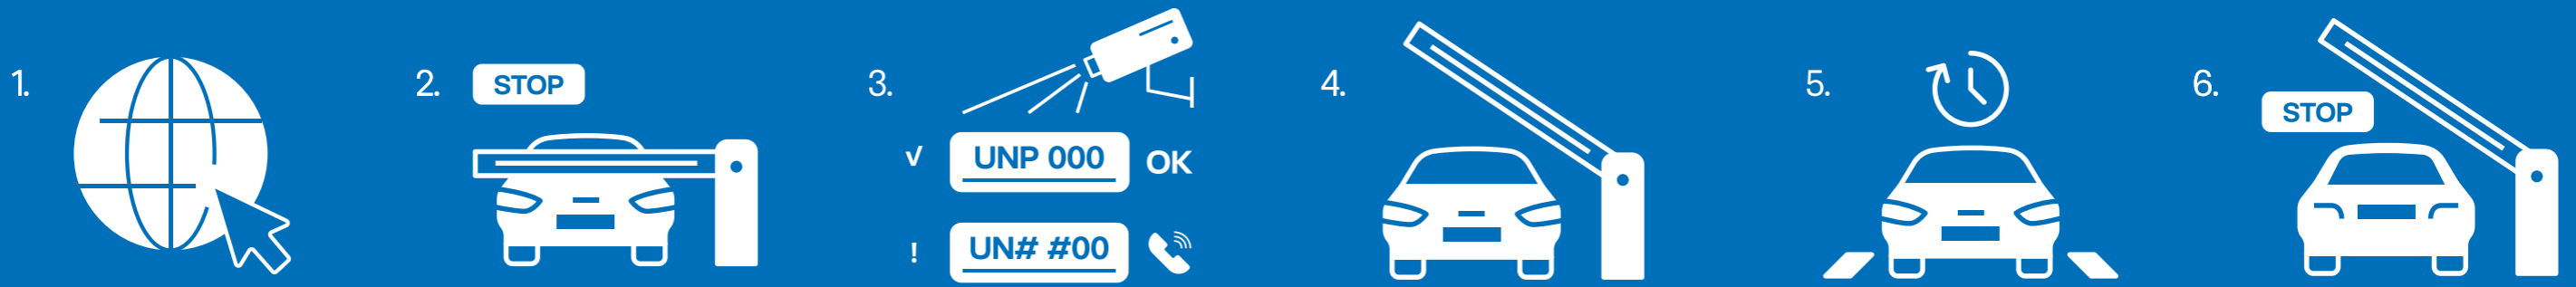 1.
2.
STOP
3.
√ UNP 000 OK
! UN# #00
4.
5.
6.
STOP